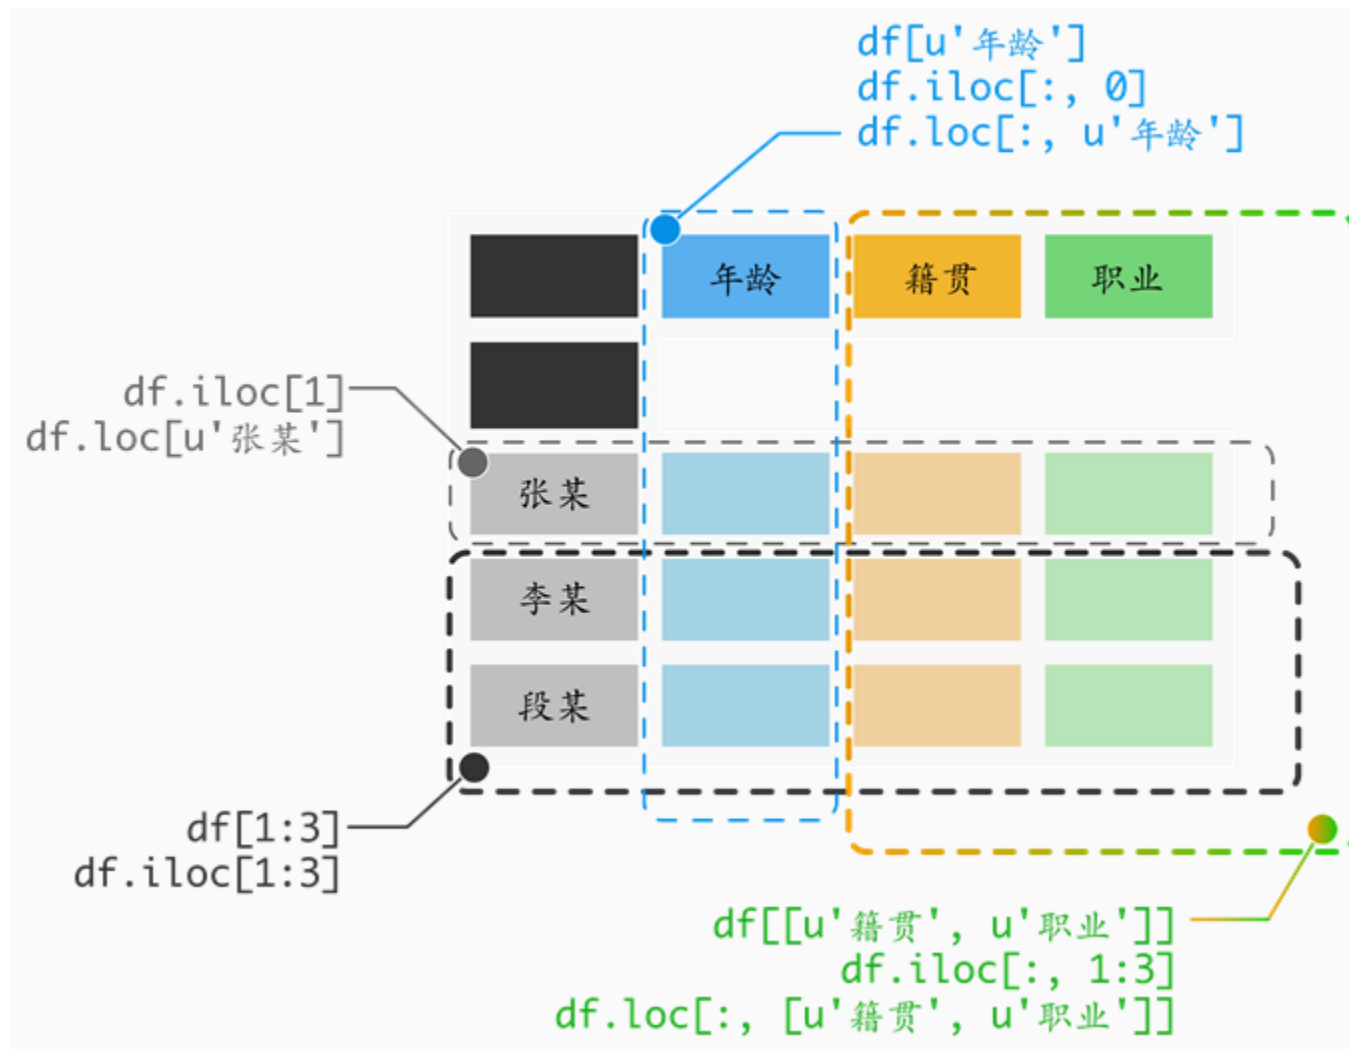 df[u'年龄']
df.iloc[:, 0]
df.loc[:, u'年龄']
年龄 籍贯 职业
df.iloc[1]
df.loc[u'张某']
张某
李某
段某
df[1:3]
df.iloc[1:3]
df[[u'籍贯', u'职业']]
df.iloc[:, 1:3]
df.loc[:, [u'籍贯', u'职业']]